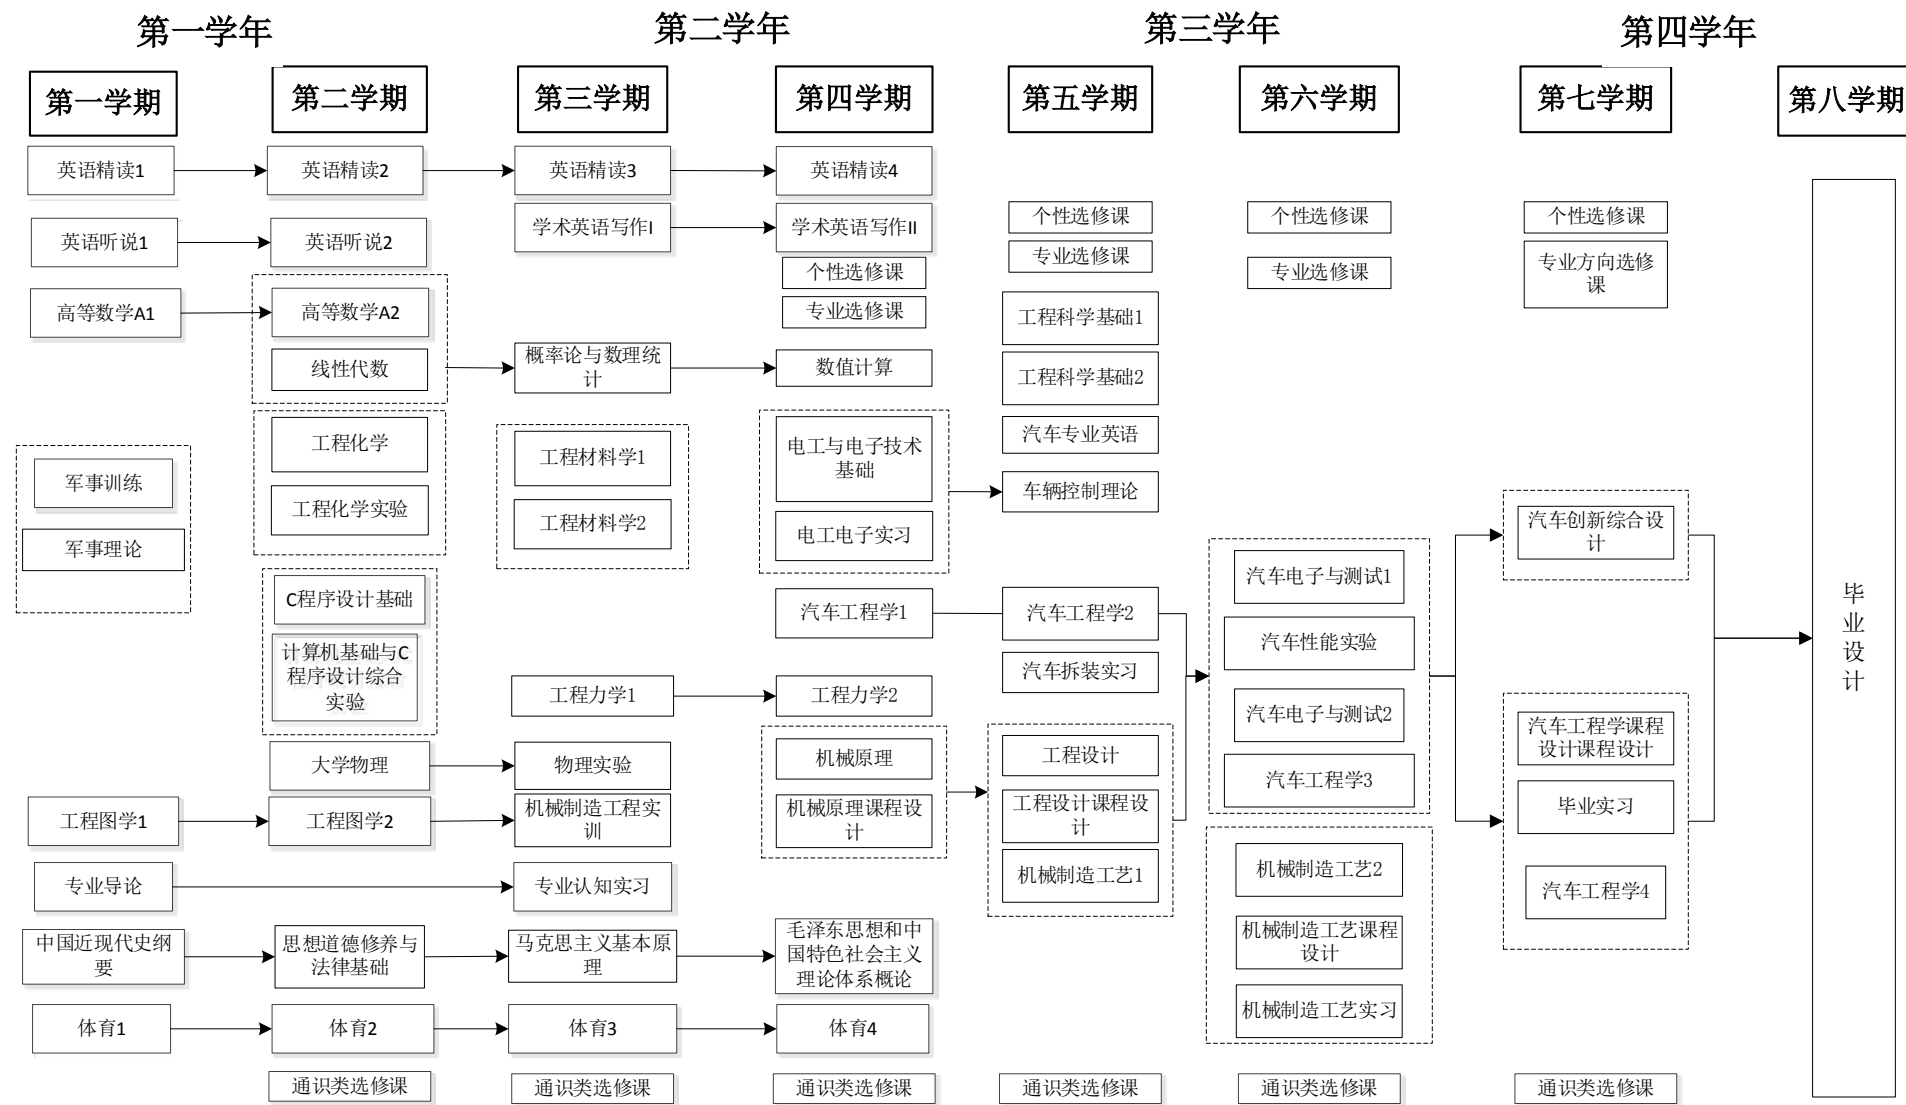 第一学年
第二学年
第三学年
第四学年
第一学期
第二学期
第三学期
第四学期
第五学期
第六学期
第七学期
第八学期
英语精读1
英语听说1
高等数学A1
军事训练
军事理论
工程图学1
专业导论
中国近现代史纲
要
体育1
英语精读2
英语听说2
高等数学A2
线性代数
工程化学
工程化学实验
C程序设计基础
计算机基础与C
程序设计综合
实验
大学物理
工程图学2
思想道德修养与
法律基础
体育2
通识类选修课
英语精读3
学术英语写作I
概率论与数理统
计
工程材料学1
工程材料学2
工程力学1
物理实验
机械制造工程实
训
专业认知实习
马克思主义基本原
理
体育3
通识类选修课
英语精读4
学术英语写作II
个性选修课
专业选修课
数值计算
电工与电子技术
基础
电工电子实习
汽车工程学1
工程力学2
机械原理
机械原理课程设
计
毛泽东思想和中
国特色社会主义
理论体系概论
体育4
通识类选修课
个性选修课
专业选修课
工程科学基础1
工程科学基础2
汽车专业英语
车辆控制理论
汽车工程学2
汽车拆装实习
工程设计
工程设计课程设
计
机械制造工艺1
通识类选修课
个性选修课
专业选修课
汽车电子与测试1
汽车性能实验
汽车电子与测试2
汽车工程学3
机械制造工艺2
机械制造工艺课程
设计
机械制造工艺实习
通识类选修课
个性选修课
专业方向选修
课
汽车创新综合设
计
汽车工程学课程
设计课程设计
毕业实习
汽车工程学4
通识类选修课
毕
业
设
计